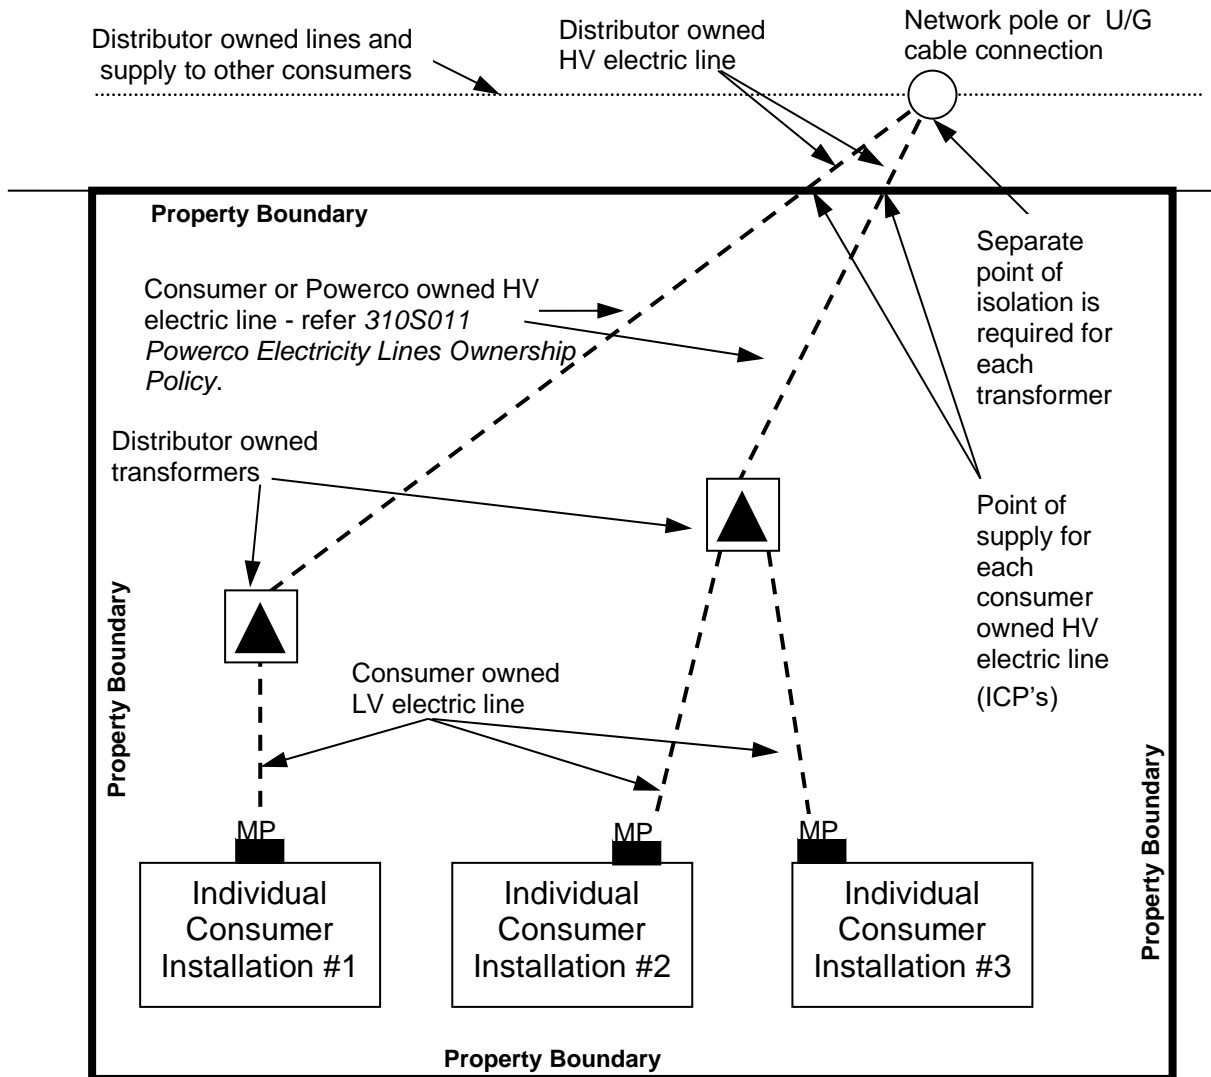 Distributor owned lines and
supply to other consumers
Distributor owned
HV electric line
Network pole or U/G
cable connection
Property Boundary
Separate
point of
isolation is
required for
each
transformer
Consumer or Powerco owned HV
electric line - refer 310S011
Powerco Electricity Lines Ownership
Policy.
Distributor owned
transformers
Point of
supply for
each
consumer
owned HV
electric line
(ICP's)
Property Boundary
Consumer owned
LV electric line
Property Boundary
MP
MP
MP
Individual
Consumer
Installation #1
Individual
Consumer
Installation #2
Individual
Consumer
Installation #3
Property Boundary